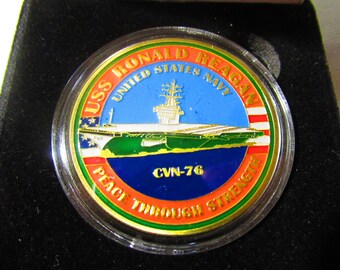 USS RONALD REAGAN
UNITED STATES NAVY
CVN-76
PEACE THROUGH STRENGTH